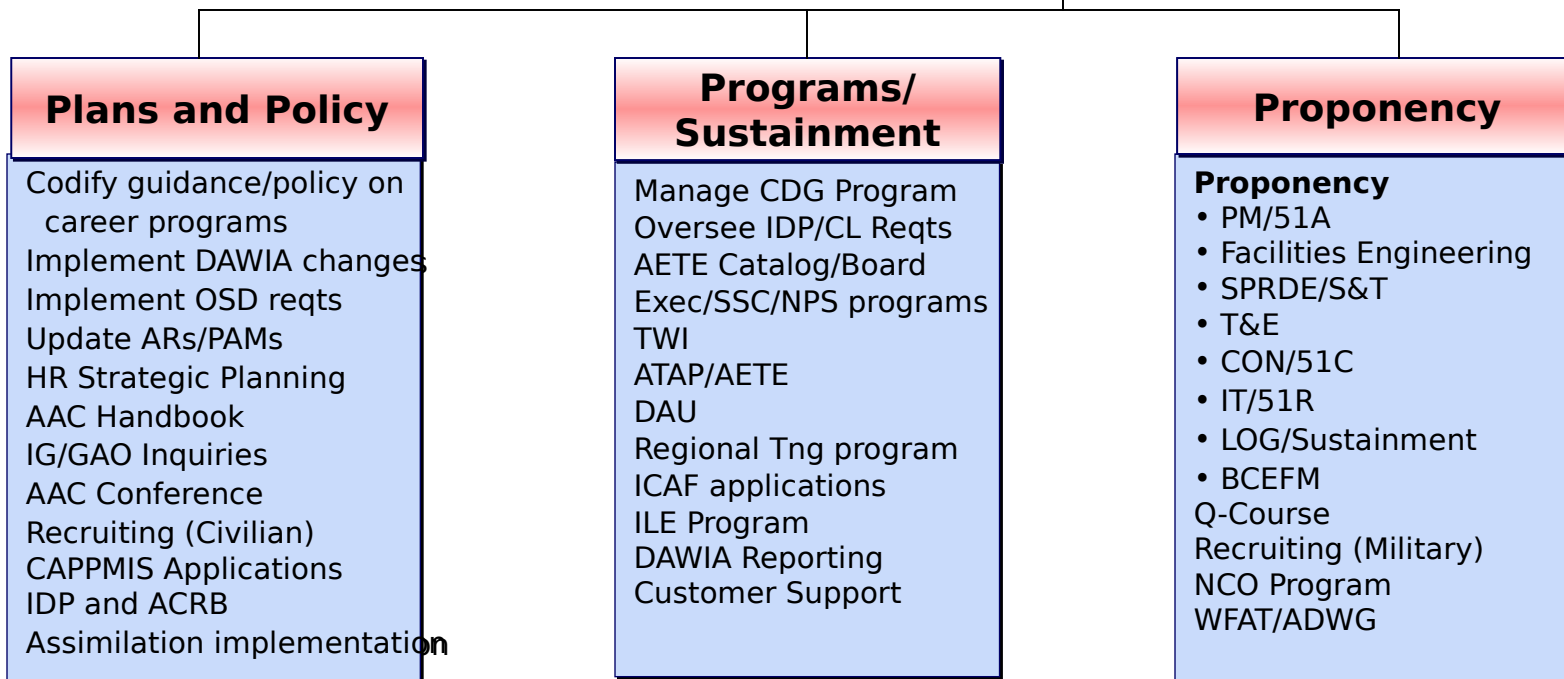 Plans and Policy
Codify guidance/policy on
career programs
Implement DAWIA changes
Implement OSD reqts
Update ARs/PAMs
HR Strategic Planning
AAC Handbook
IG/GAO Inquiries
AAC Conference
Recruiting (Civilian)
CAPPMIS Applications
IDP and ACRB
Assimilation implementation
Programs/
Sustainment
Manage CDG Program
Oversee IDP/CL Reqts
AETE Catalog/Board
Exec/SSC/NPS programs
TWI
ATAP/AETE
DAU
Regional Tng program
ICAF applications
ILE Program
DAWIA Reporting
Customer Support
Proponency
Proponency
• PM/51A
• Facilities Engineering
• SPRDE/S&T
• T&E
• CON/51C
• IT/51R
• LOG/Sustainment
• BCEFM
Q-Course
Recruiting (Military)
NCO Program
WFAT/ADWG